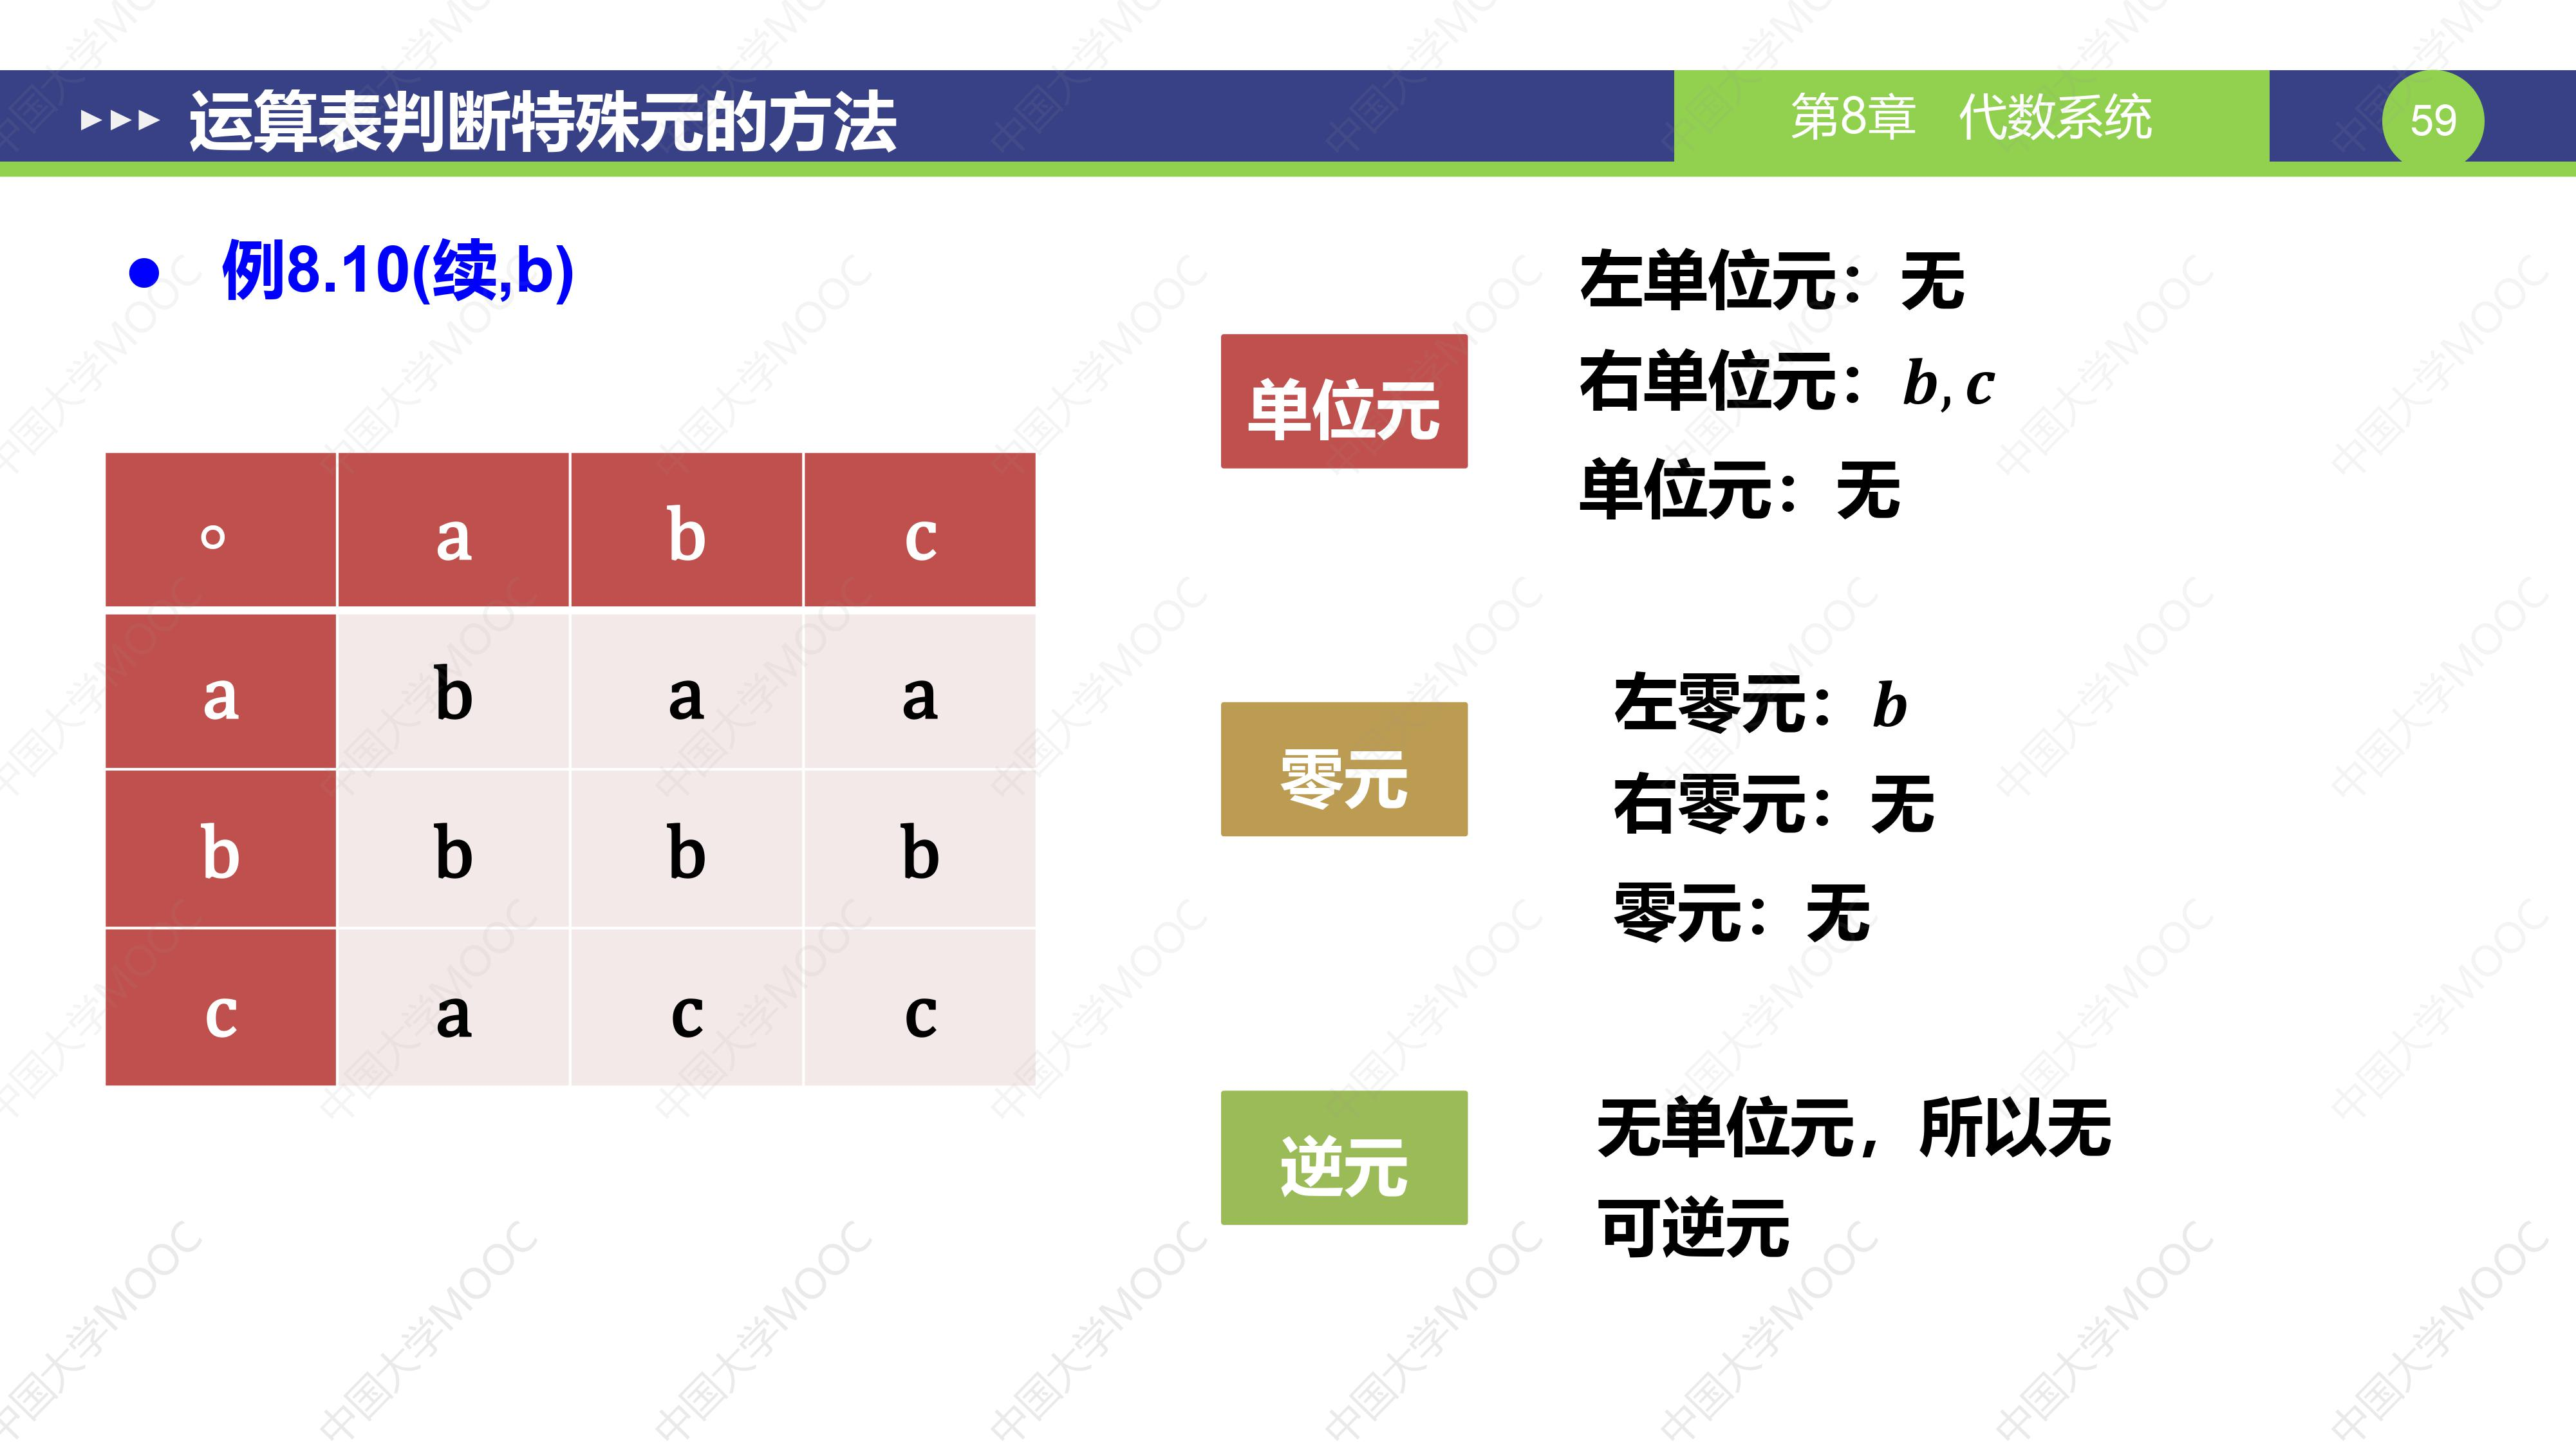 运算表判断特殊元的方法
第8章 代数系统
59
● 例8.10(续,b)
∘ a b c
a b a a
b b b b
c a c c
单位元
左单位元：无
右单位元：b, c
单位元：无
零元
左零元：b
右零元：无
零元：无
逆元
无单位元，所以无
可逆元
中国大学MOOC